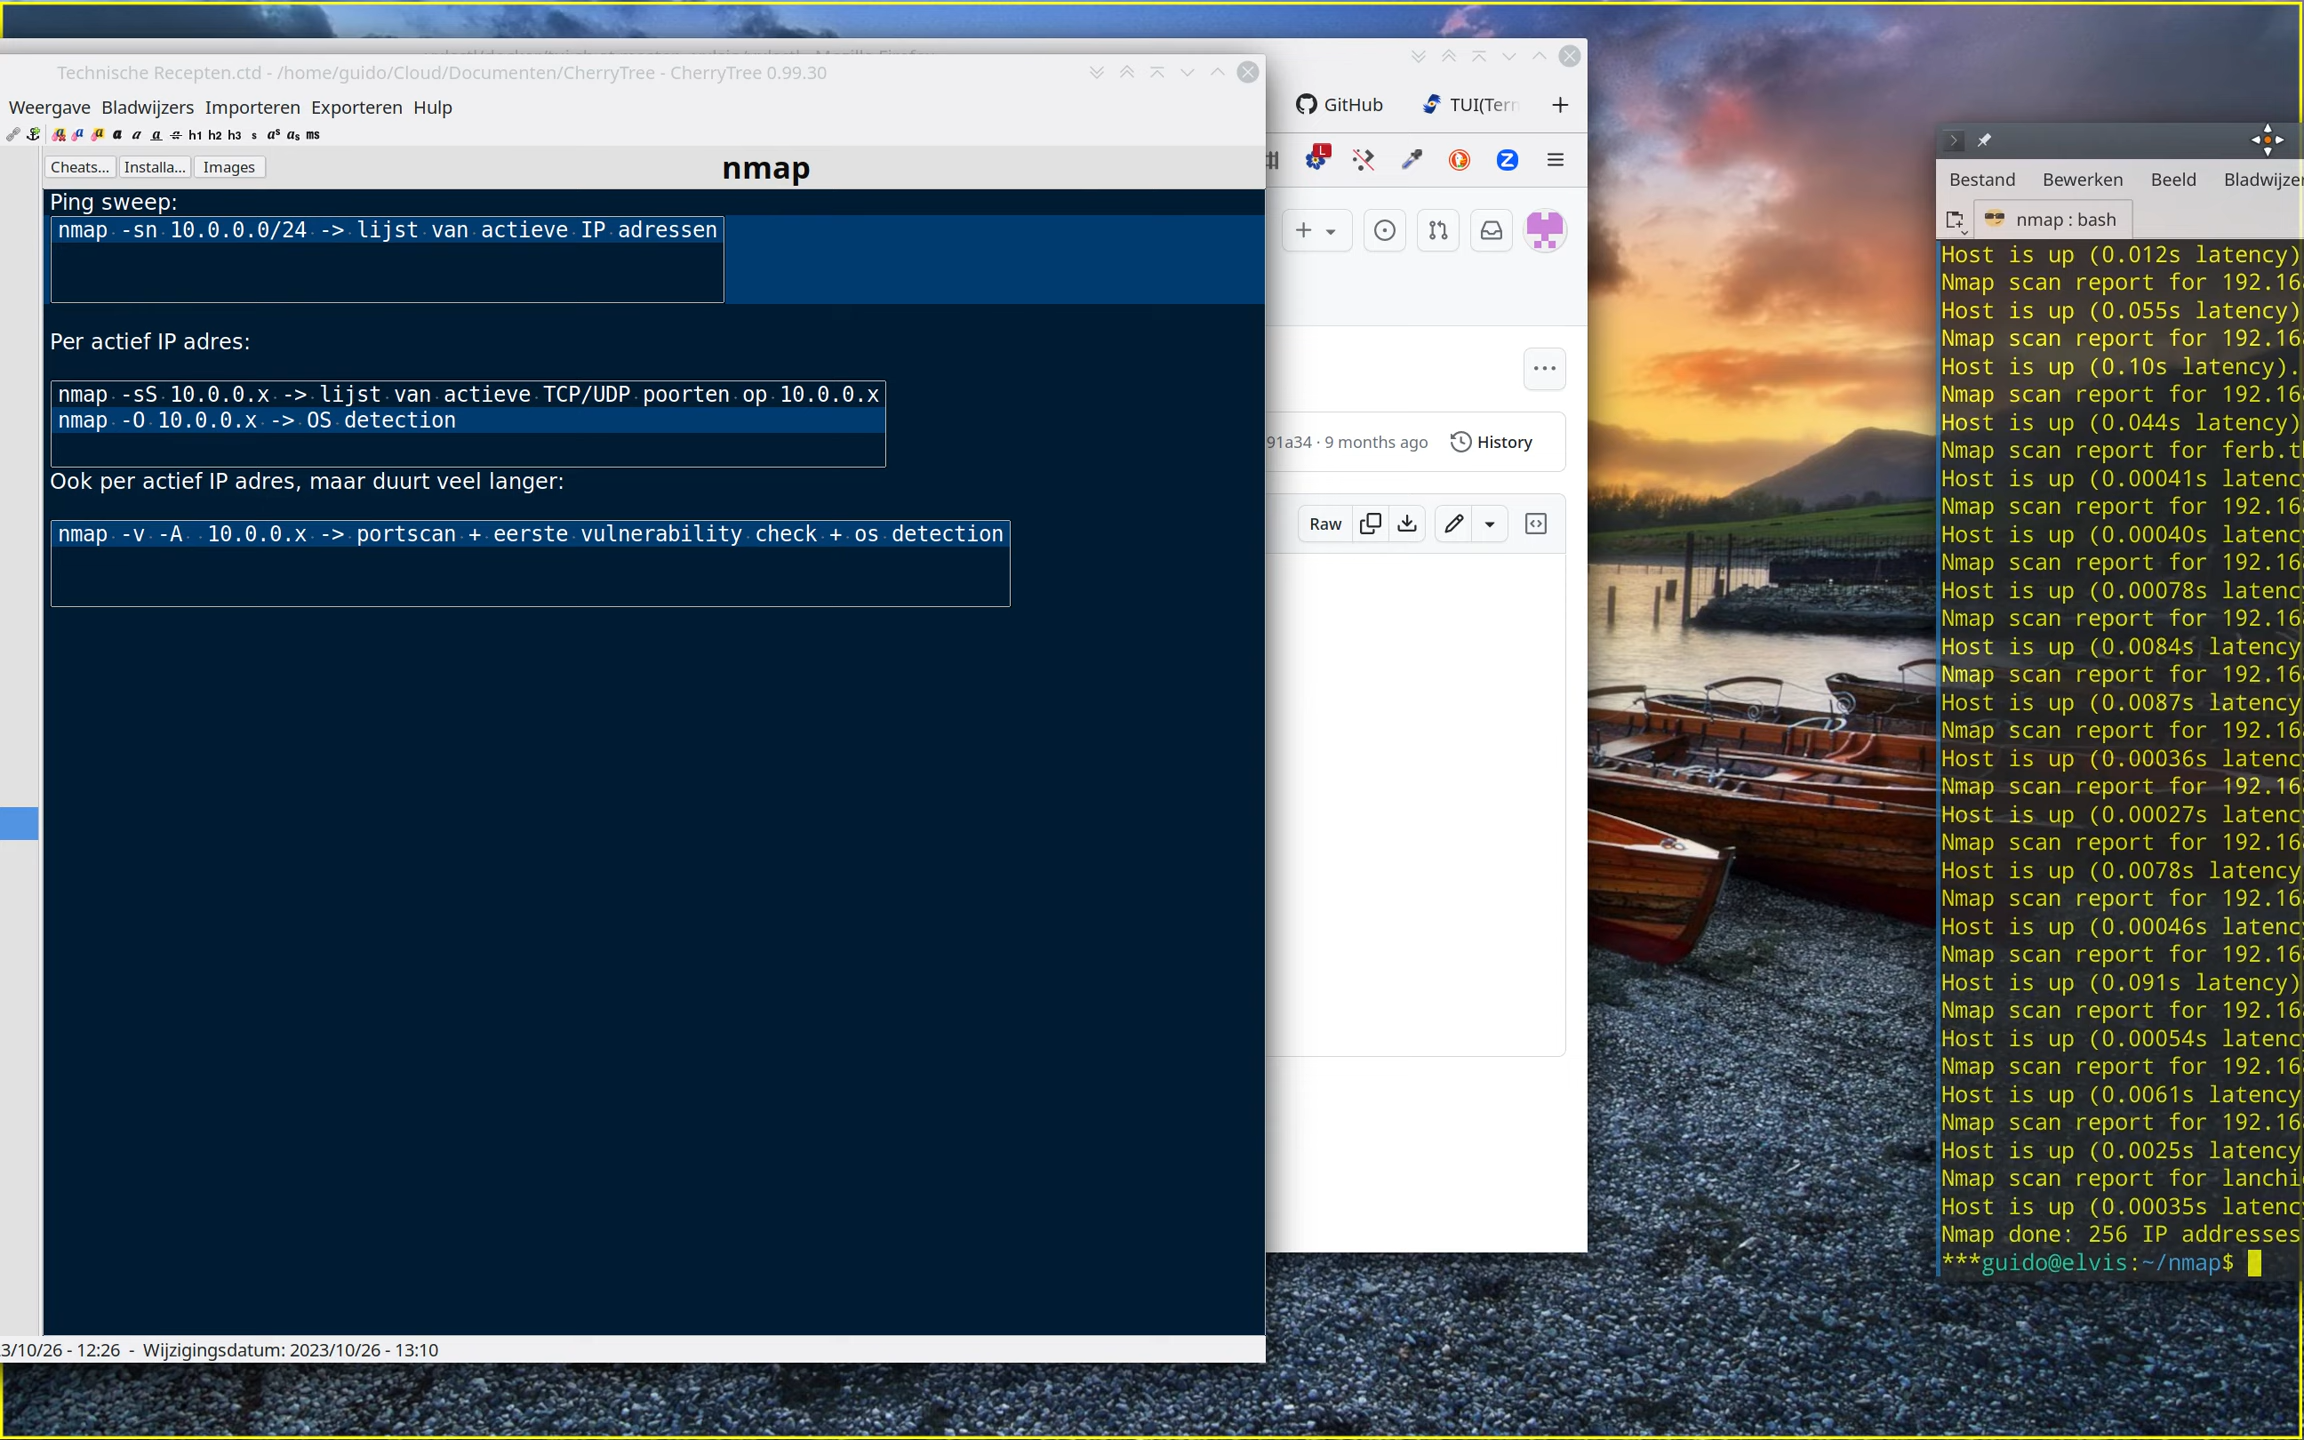 Technische Recepten.ctd - /home/guido/Cloud/Documenten/CherryTree - CherryTree 0.99.30
Weergave Bladwijzers Importeren Exporteren Hulp
h1 h2 h3 s aˢ aₛ ms
Cheats... Installa... Images
nmap
Ping sweep:
nmap -sn 10.0.0.0/24 -> lijst van actieve IP adressen
Per actief IP adres:
nmap -sS 10.0.0.x -> lijst van actieve TCP/UDP poorten op 10.0.0.x
nmap -O 10.0.0.x -> OS detection
Ook per actief IP adres, maar duurt veel langer:
nmap -v -A 10.0.0.x -> portscan + eerste vulnerability check + os detection
3/10/26 - 12:26 - Wijzigingsdatum: 2023/10/26 - 13:10
GitHub TUI(Tern
91a34 · 9 months ago History
Raw
Bestand Bewerken Beeld Bladwijzer
nmap : bash
Host is up (0.012s latency)
Nmap scan report for 192.16
Host is up (0.055s latency)
Nmap scan report for 192.16
Host is up (0.10s latency).
Nmap scan report for 192.16
Host is up (0.044s latency)
Nmap scan report for ferb.t
Host is up (0.00041s latenc
Nmap scan report for 192.16
Host is up (0.00040s latenc
Nmap scan report for 192.16
Host is up (0.00078s latenc
Nmap scan report for 192.16
Host is up (0.0084s latency
Nmap scan report for 192.16
Host is up (0.0087s latency
Nmap scan report for 192.16
Host is up (0.00036s latenc
Nmap scan report for 192.16
Host is up (0.00027s latenc
Nmap scan report for 192.16
Host is up (0.0078s latency
Nmap scan report for 192.16
Host is up (0.00046s latenc
Nmap scan report for 192.16
Host is up (0.091s latency)
Nmap scan report for 192.16
Host is up (0.00054s latenc
Nmap scan report for 192.16
Host is up (0.0061s latency
Nmap scan report for 192.16
Host is up (0.0025s latency
Nmap scan report for lanchi
Host is up (0.00035s latenc
Nmap done: 256 IP addresses
***guido@elvis:~/nmap$